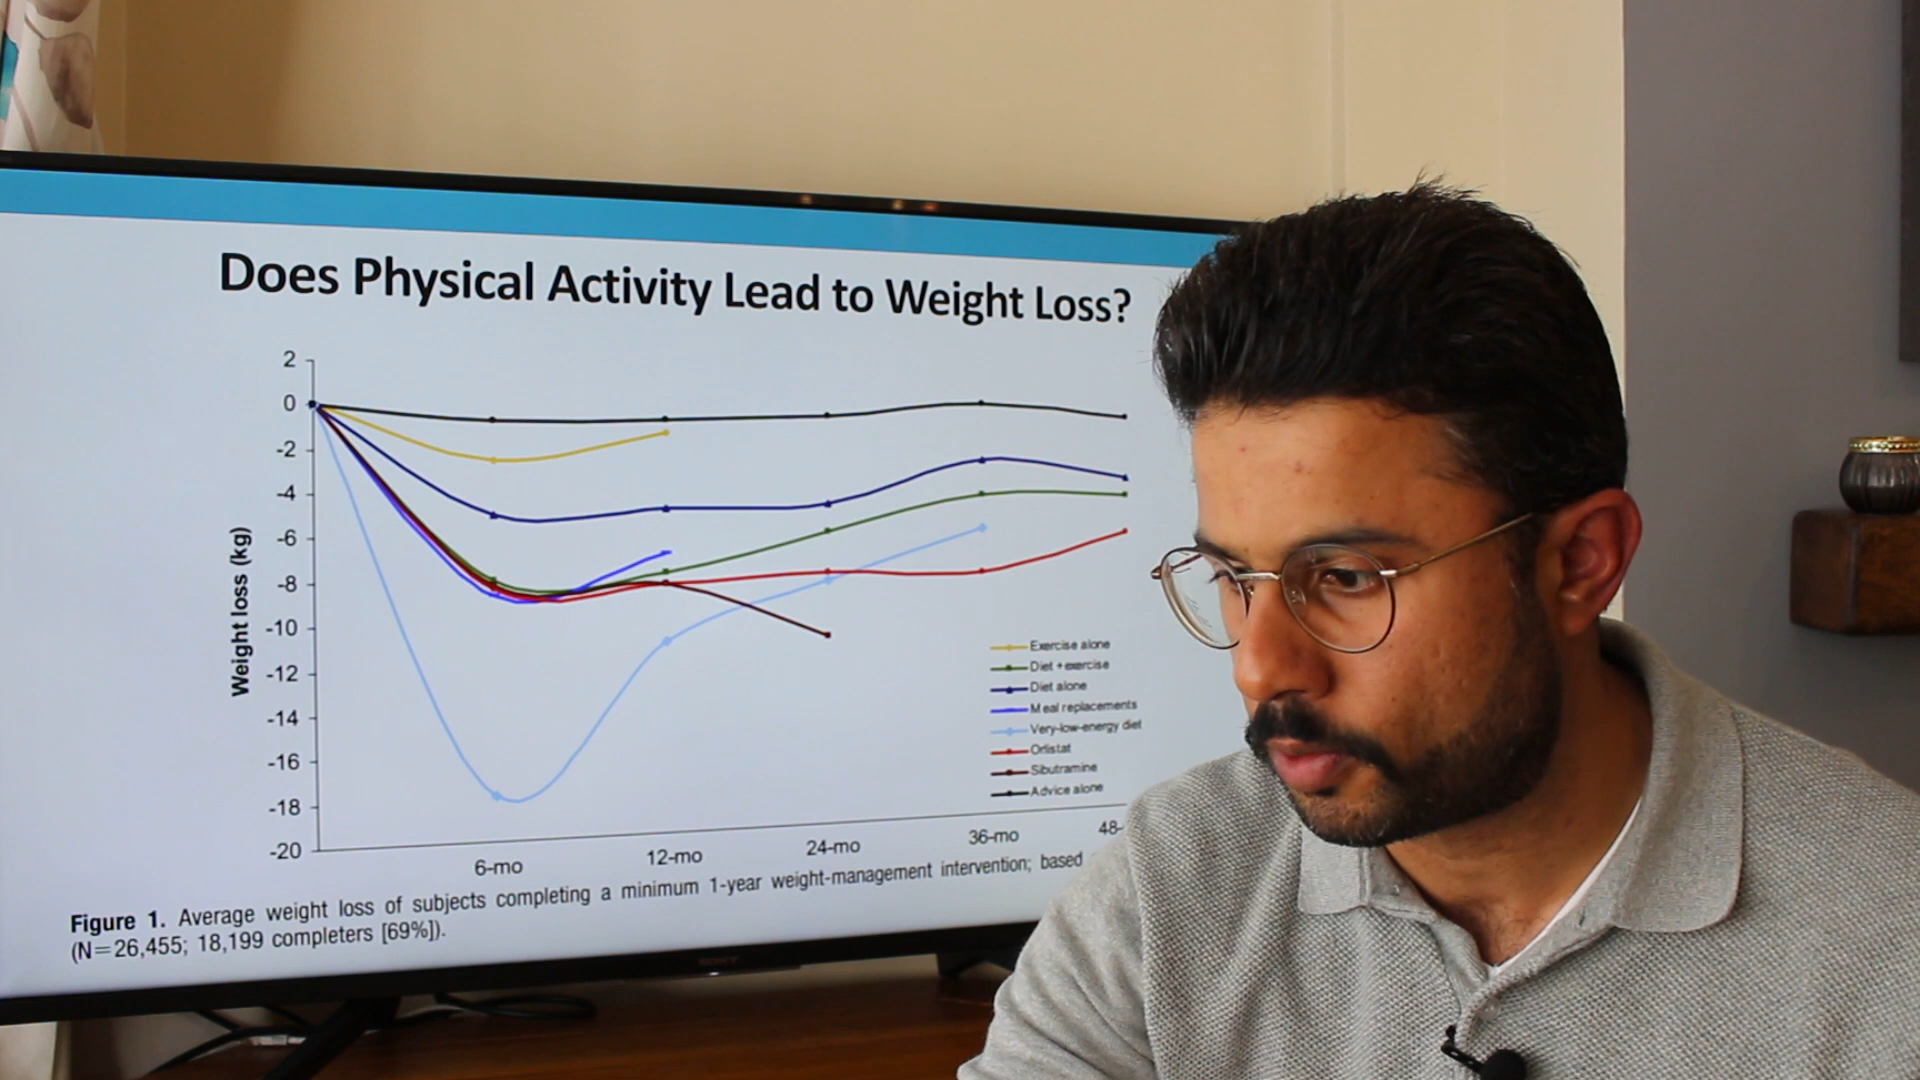 Does Physical Activity Lead to Weight Loss?
2
0
-2
-4
-6
-8
-10
-12
-14
-16
-18
-20
Weight loss (kg)
Exercise alone
Diet + exercise
Diet alone
Meal replacements
Very-low-energy diet
Orlistat
Sibutramine
Advice alone
6-mo
12-mo
24-mo
36-mo
48-
Figure 1. Average weight loss of subjects completing a minimum 1-year weight-management intervention; based
(N=26,455; 18,199 completers [69%]).
SONY